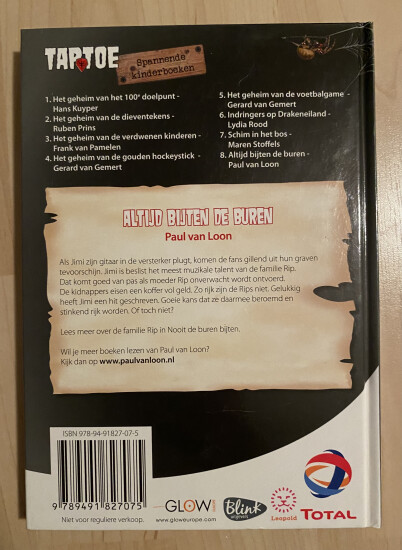 TAPTOE
Spannende
kinderboeken
1. Het geheim van het 100e doelpunt -
Hans Kuyper
2. Het geheim van de dieventekens -
Ruben Prins
3. Het geheim van de verdwenen kinderen -
Frank van Pamelen
4. Het geheim van de gouden hockeystick -
Gerard van Gemert
5. Het geheim van de voetbalgame -
Gerard van Gemert
6. Indringers op Drakeneiland -
Lydia Rood
7. Schim in het bos -
Maren Stoffels
8. Altijd bijten de buren -
Paul van Loon
ALTIJD BIJTEN DE BUREN
Paul van Loon
Als Jimi zijn gitaar in de versterker plugt, komen de fans gillend uit hun graven
tevoorschijn. Jimi is beslist het meest muzikale talent van de familie Rip.
Dat komt goed van pas als moeder Rip onverwacht wordt ontvoerd.
De kidnappers eisen een koffer vol geld. Zo rijk zijn de Rips niet. Gelukkig
heeft Jimi een hit geschreven. Goeie kans dat ze daarmee beroemd en
stinkend rijk worden. Of toch niet?
Lees meer over de familie Rip in Nooit de buren bijten.
Wil je meer boeken lezen van Paul van Loon?
Kijk dan op www.paulvanloon.nl
ISBN 978-94-91827-07-5
9 789491 827075
Niet voor reguliere verkoop.
GLOW
www.gloweurope.com
Blink
uitgevers
Leopold
TOTAL